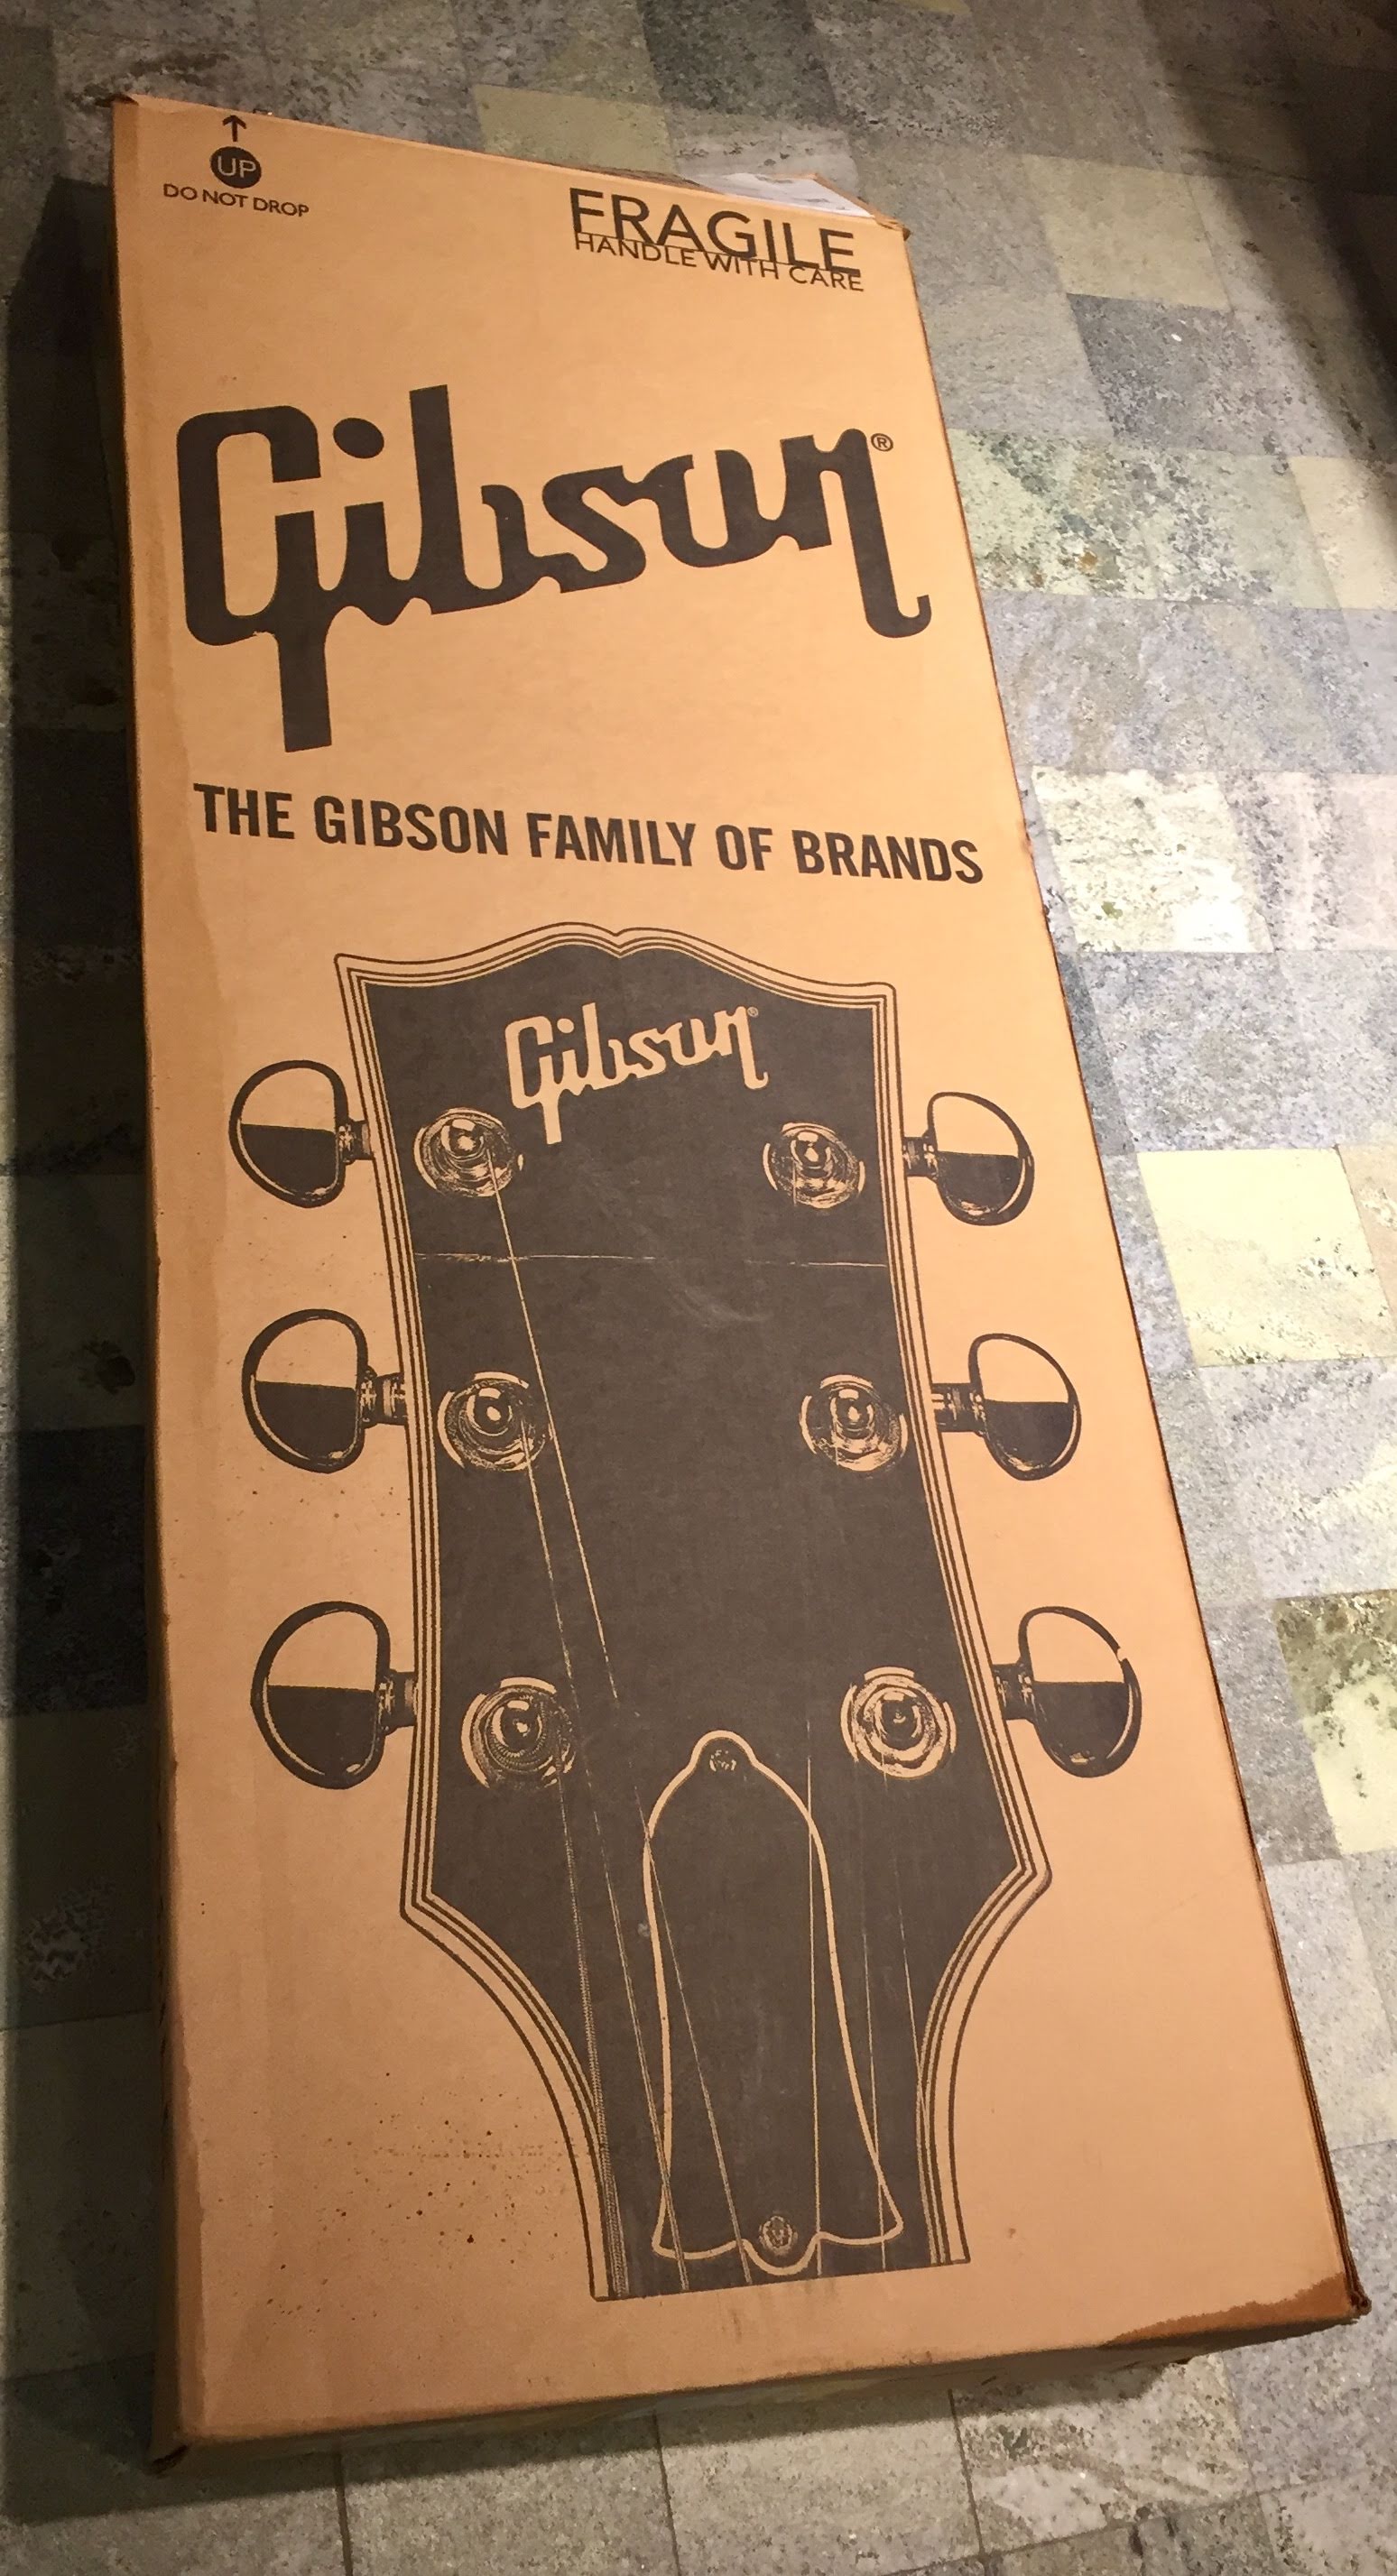 UP
DO NOT DROP
FRAGILE
HANDLE WITH CARE
Gibson®
THE GIBSON FAMILY OF BRANDS
Gibson®